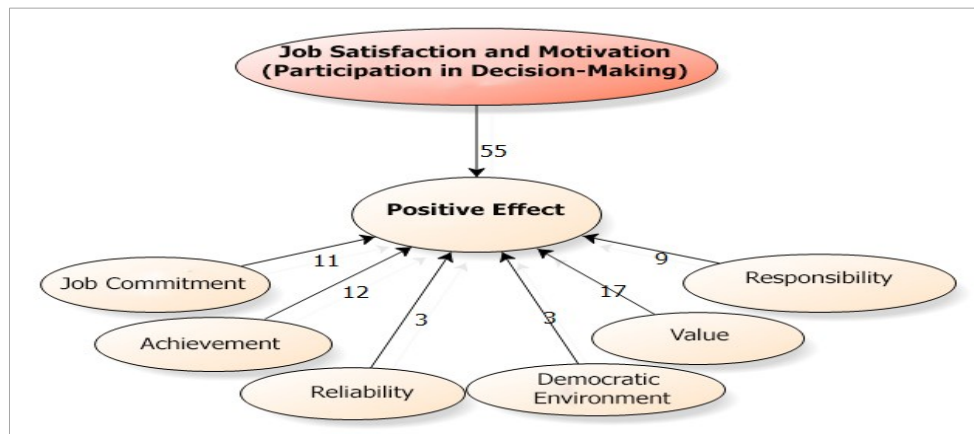 Job Satisfaction and Motivation
(Participation in Decision-Making)
55
Positive Effect
11
12
3
3
17
9
Job Commitment
Achievement
Reliability
Democratic
Environment
Value
Responsibility